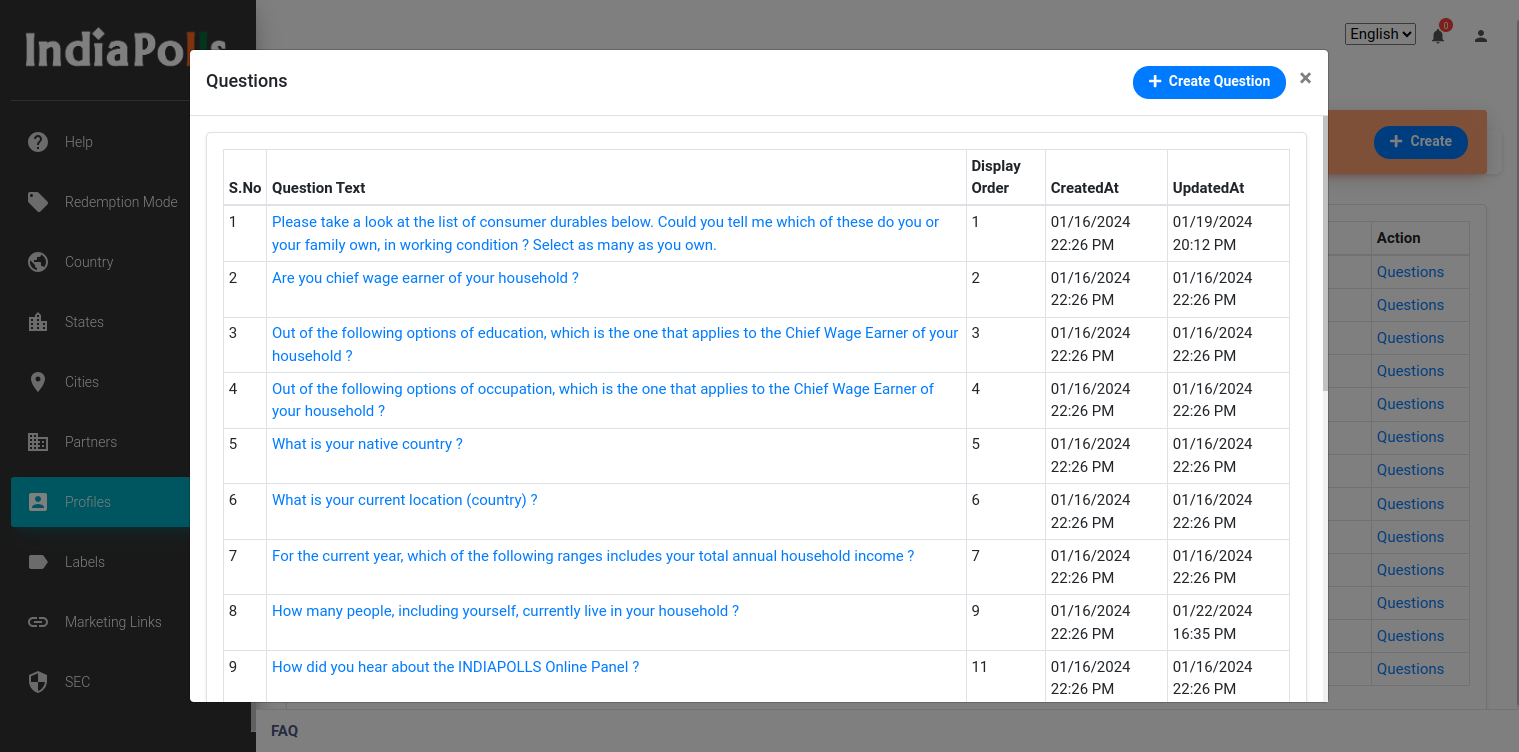 IndiaPolls
English
0
Questions
Create Question
×
Create
Help
Redemption Mode
Country
States
Cities
Partners
Profiles
Labels
Marketing Links
SEC
S.No Question Text Display Order CreatedAt UpdatedAt
1 Please take a look at the list of consumer durables below. Could you tell me which of these do you or 1 01/16/2024 01/19/2024
your family own, in working condition ? Select as many as you own. 22:26 PM 20:12 PM
2 Are you chief wage earner of your household ? 2 01/16/2024 01/16/2024
22:26 PM 22:26 PM
3 Out of the following options of education, which is the one that applies to the Chief Wage Earner of your 3 01/16/2024 01/16/2024
household ? 22:26 PM 22:26 PM
4 Out of the following options of occupation, which is the one that applies to the Chief Wage Earner of 4 01/16/2024 01/16/2024
your household ? 22:26 PM 22:26 PM
5 What is your native country ? 5 01/16/2024 01/16/2024
22:26 PM 22:26 PM
6 What is your current location (country) ? 6 01/16/2024 01/16/2024
22:26 PM 22:26 PM
7 For the current year, which of the following ranges includes your total annual household income ? 7 01/16/2024 01/16/2024
22:26 PM 22:26 PM
8 How many people, including yourself, currently live in your household ? 9 01/16/2024 01/22/2024
22:26 PM 16:35 PM
9 How did you hear about the INDIAPOLLS Online Panel ? 11 01/16/2024 01/16/2024
22:26 PM 22:26 PM
Action
Questions
Questions
Questions
Questions
Questions
Questions
Questions
Questions
Questions
Questions
Questions
Questions
Questions
FAQ